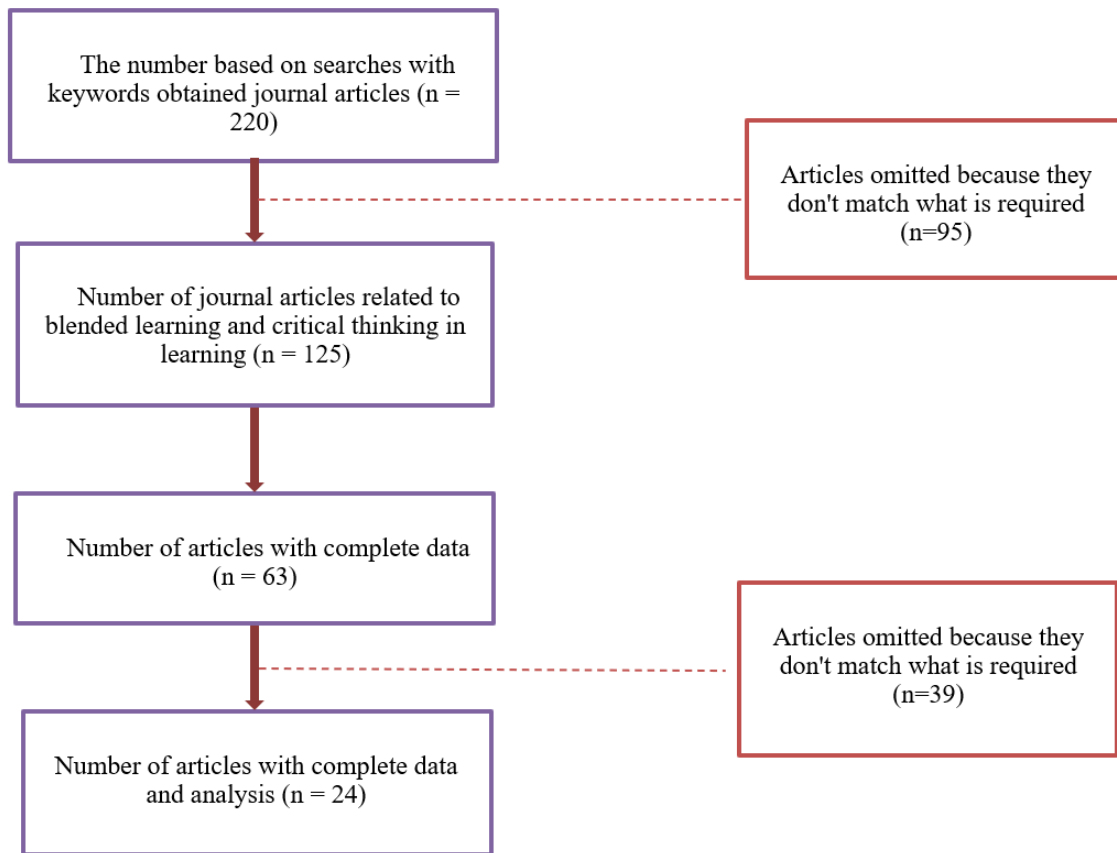 The number based on searches with
keywords obtained journal articles (n =
220)
Articles omitted because they
don't match what is required
(n=95)
Number of journal articles related to
blended learning and critical thinking in
learning (n = 125)
Number of articles with complete data
(n = 63)
Articles omitted because they
don't match what is required
(n=39)
Number of articles with complete data
and analysis (n = 24)